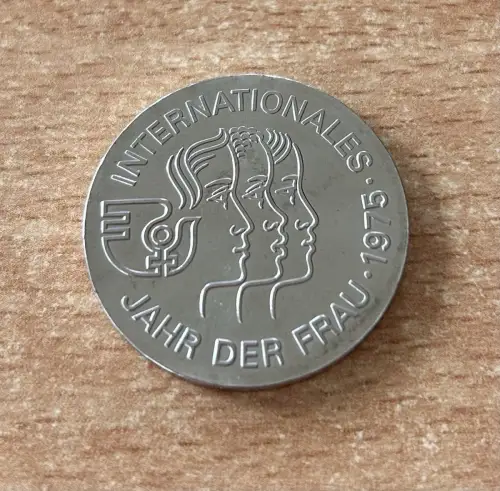 INTERNATIONALES
JAHR DER FRAU · 1975 ·